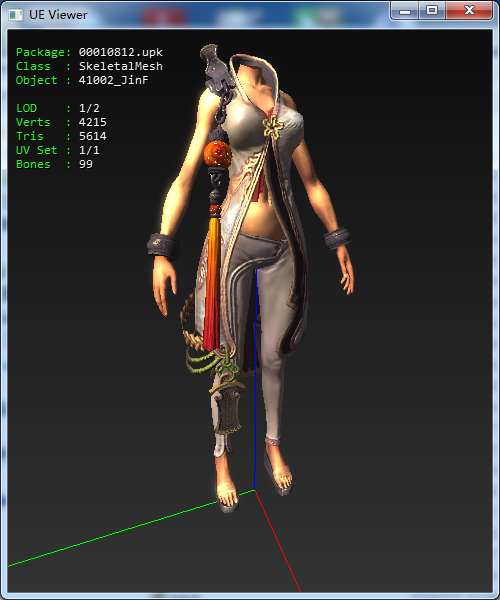 UE Viewer
Package: 00010812.upk
Class : SkeletalMesh
Object : 41002_JinF
LOD : 1/2
Verts : 4215
Tris : 5614
UV Set : 1/1
Bones : 99